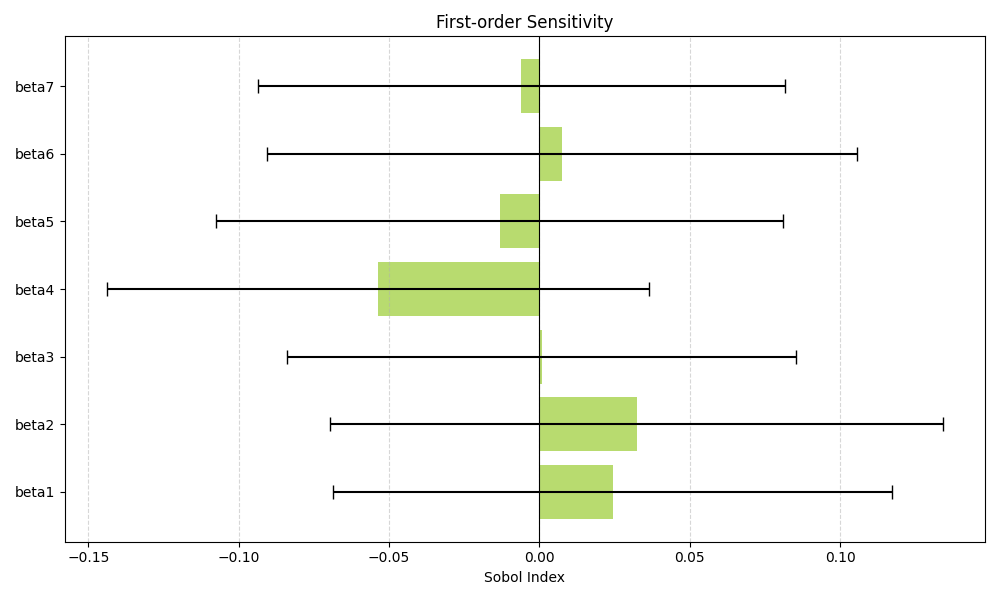 First-order Sensitivity
beta7
beta6
beta5
beta4
beta3
beta2
beta1
−0.15 −0.10 −0.05 0.00 0.05 0.10
Sobol Index